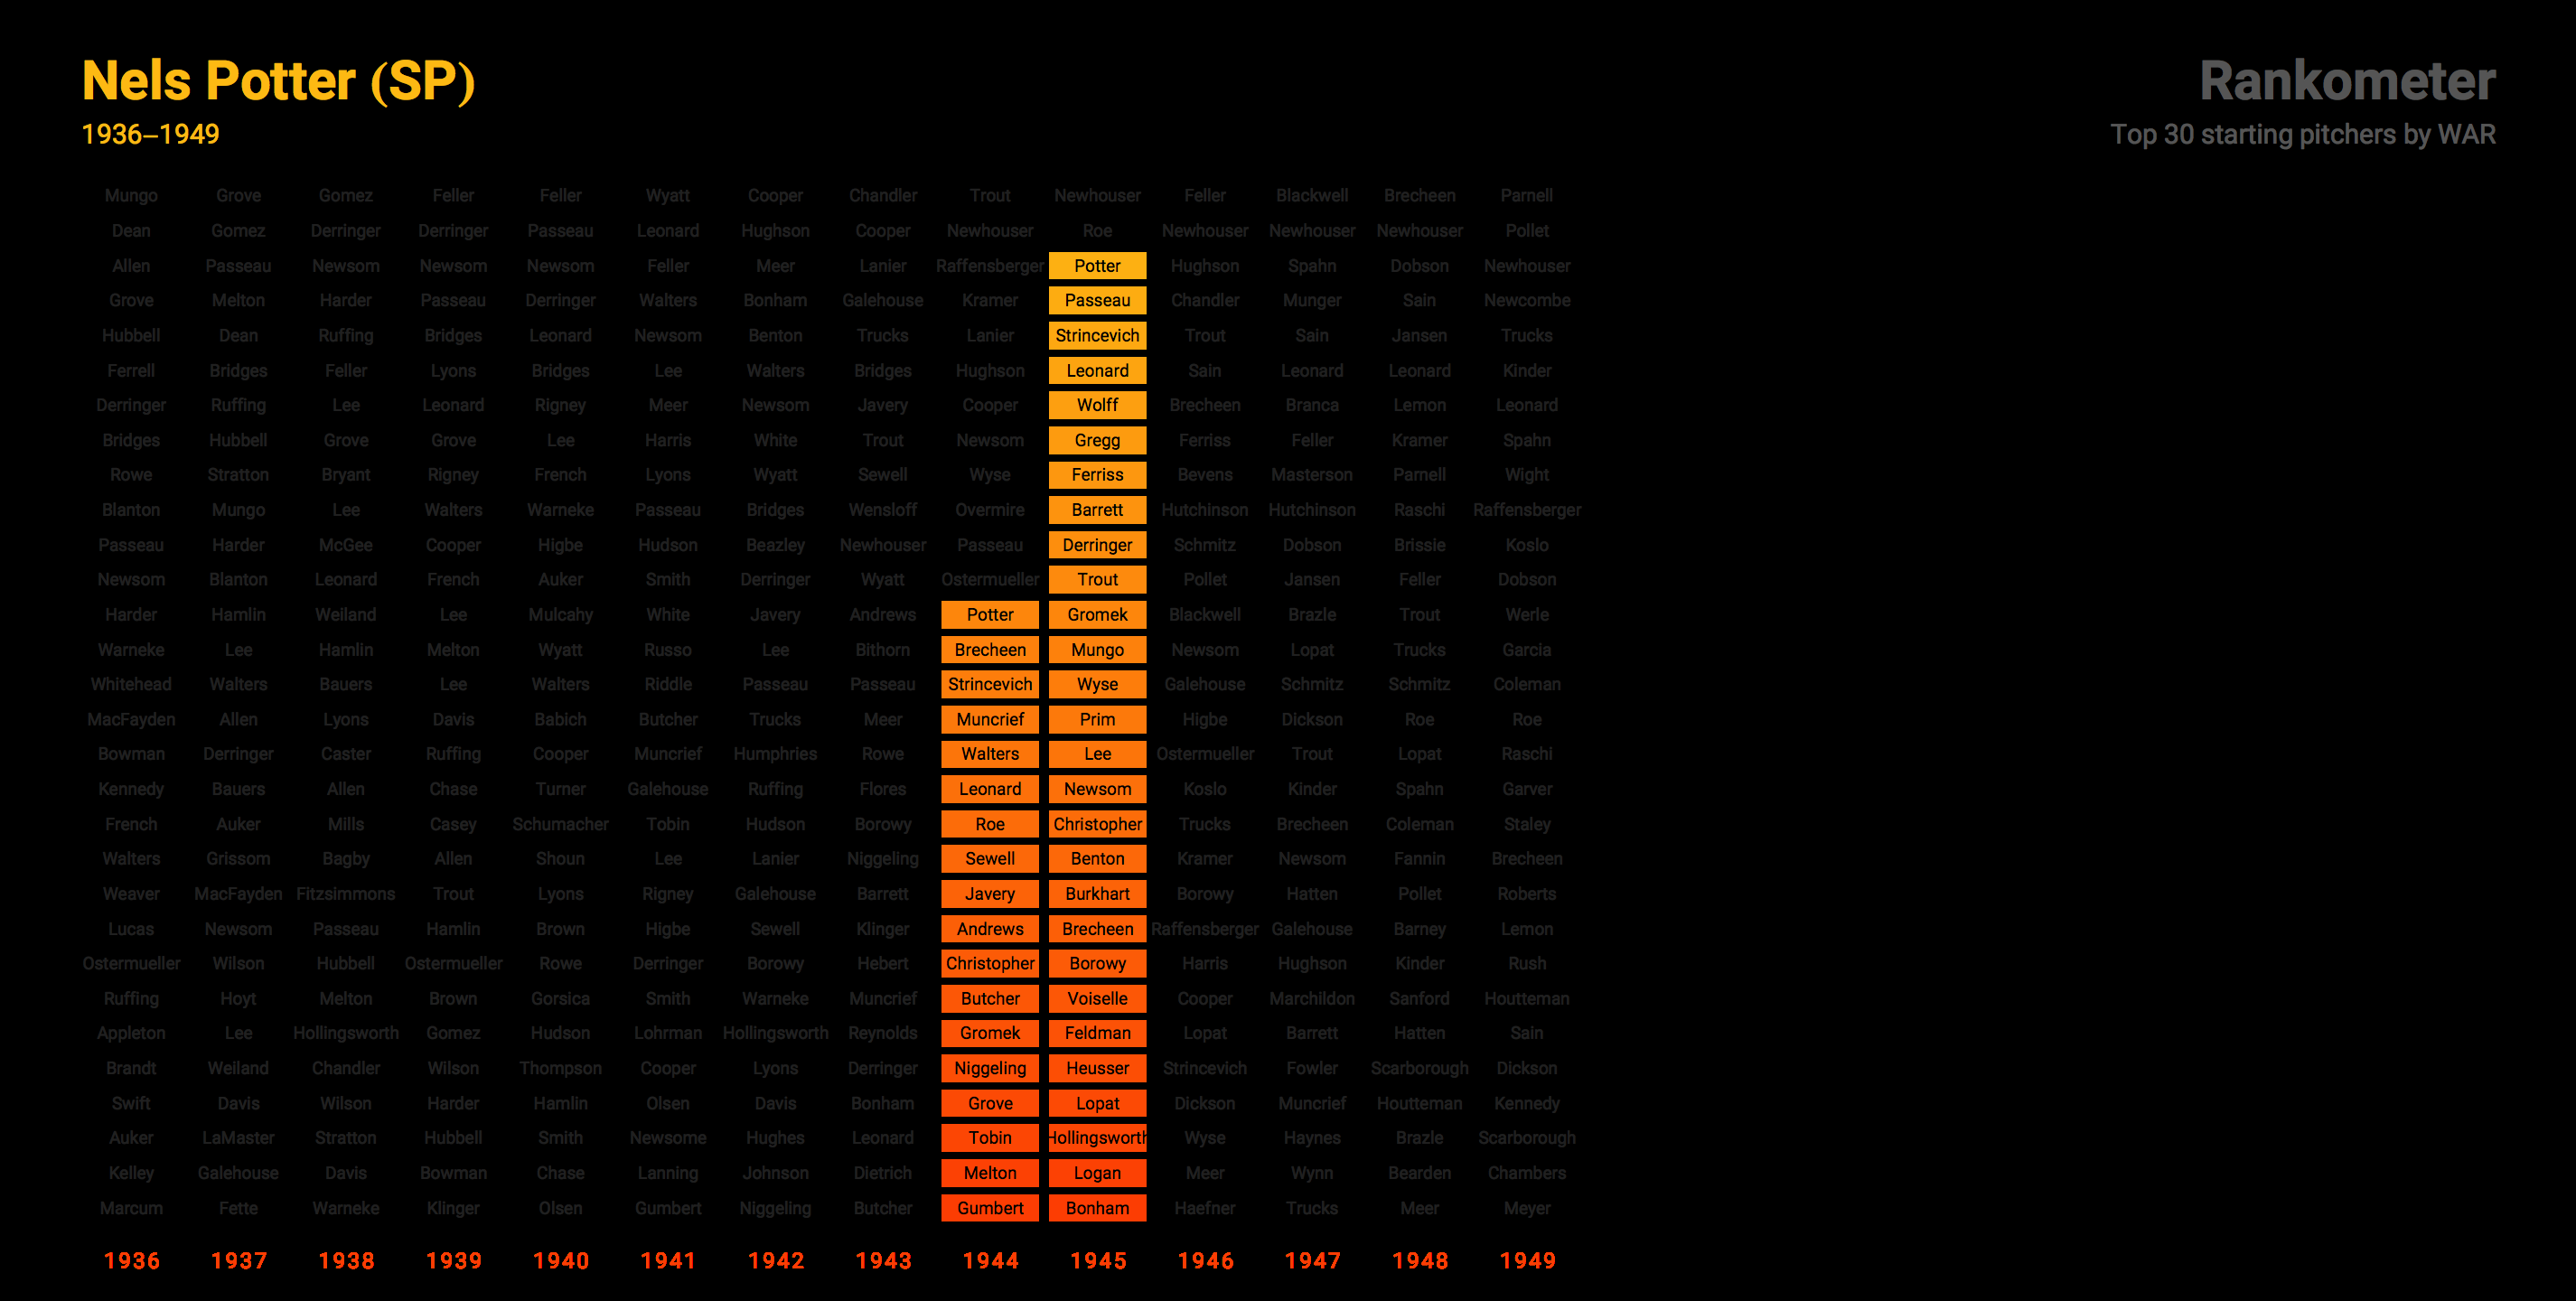 Nels Potter (SP)
1936–1949
Rankometer
Top 30 starting pitchers by WAR
Mungo Grove Gomez Feller Feller Wyatt Cooper Chandler Trout Newhouser Feller Blackwell Brecheen Parnell
Dean Gomez Derringer Derringer Passeau Leonard Hughson Cooper Newhouser Roe Newhouser Newhouser Newhouser Pollet
Allen Passeau Newsom Newsom Newsom Feller Meer Lanier Raffensberger Potter Hughson Spahn Dobson Newhouser
Grove Melton Harder Passeau Derringer Walters Bonham Galehouse Kramer Passeau Chandler Munger Sain Newcombe
Hubbell Dean Ruffing Bridges Leonard Newsom Benton Trucks Lanier Strincevich Trout Sain Jansen Trucks
Ferrell Bridges Feller Lyons Bridges Lee Walters Bridges Hughson Leonard Sain Leonard Leonard Kinder
Derringer Ruffing Lee Leonard Rigney Meer Newsom Javery Cooper Wolff Brecheen Branca Lemon Leonard
Bridges Hubbell Grove Grove Lee Harris White Trout Newsom Gregg Ferriss Feller Kramer Spahn
Rowe Stratton Bryant Rigney French Lyons Wyatt Sewell Wyse Ferriss Bevens Masterson Parnell Wight
Blanton Mungo Lee Walters Warneke Passeau Bridges Wensloff Overmire Barrett Hutchinson Hutchinson Raschi Raffensberger
Passeau Harder McGee Cooper Higbe Hudson Beazley Newhouser Passeau Derringer Schmitz Dobson Brissie Koslo
Newsom Blanton Leonard French Auker Smith Derringer Wyatt Ostermueller Trout Pollet Jansen Feller Dobson
Harder Hamlin Weiland Lee Mulcahy White Javery Andrews Potter Gromek Blackwell Brazle Trout Werle
Warneke Lee Hamlin Melton Wyatt Russo Lee Bithorn Brecheen Mungo Newsom Lopat Trucks Garcia
Whitehead Walters Bauers Lee Walters Riddle Passeau Passeau Strincevich Wyse Galehouse Schmitz Schmitz Coleman
MacFayden Allen Lyons Davis Babich Butcher Trucks Meer Muncrief Prim Higbe Dickson Roe Roe
Bowman Derringer Caster Ruffing Cooper Muncrief Humphries Rowe Walters Lee Ostermueller Trout Lopat Raschi
Kennedy Bauers Allen Chase Turner Galehouse Ruffing Flores Leonard Newsom Koslo Kinder Spahn Garver
French Auker Mills Casey Schumacher Tobin Hudson Borowy Roe Christopher Trucks Brecheen Coleman Staley
Walters Grissom Bagby Allen Shoun Lee Lanier Niggeling Sewell Benton Kramer Newsom Fannin Brecheen
Weaver MacFayden Fitzsimmons Trout Lyons Rigney Galehouse Barrett Javery Burkhart Borowy Hatten Pollet Roberts
Lucas Newsom Passeau Hamlin Brown Higbe Sewell Klinger Andrews Brecheen Raffensberger Galehouse Barney Lemon
Ostermueller Wilson Hubbell Ostermueller Rowe Derringer Borowy Hebert Christopher Borowy Harris Hughson Kinder Rush
Ruffing Hoyt Melton Brown Gorsica Smith Warneke Muncrief Butcher Voiselle Cooper Marchildon Sanford Houtteman
Appleton Lee Hollingsworth Gomez Hudson Lohrman Hollingsworth Reynolds Gromek Feldman Lopat Barrett Hatten Sain
Brandt Weiland Chandler Wilson Thompson Cooper Lyons Derringer Niggeling Heusser Strincevich Fowler Scarborough Dickson
Swift Davis Wilson Harder Hamlin Olsen Davis Bonham Grove Lopat Dickson Muncrief Houtteman Kennedy
Auker LaMaster Stratton Hubbell Smith Newsome Hughes Leonard Tobin Hollingsworth Wyse Haynes Brazle Scarborough
Kelley Galehouse Davis Bowman Chase Lanning Johnson Dietrich Melton Logan Meer Wynn Bearden Chambers
Marcum Fette Warneke Klinger Olsen Gumbert Niggeling Butcher Gumbert Bonham Haefner Trucks Meer Meyer
1936 1937 1938 1939 1940 1941 1942 1943 1944 1945 1946 1947 1948 1949